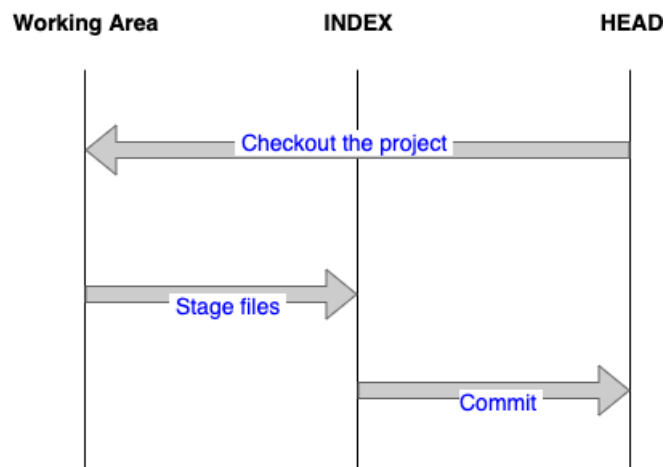 Working Area
INDEX
HEAD
Checkout the project
Stage files
Commit